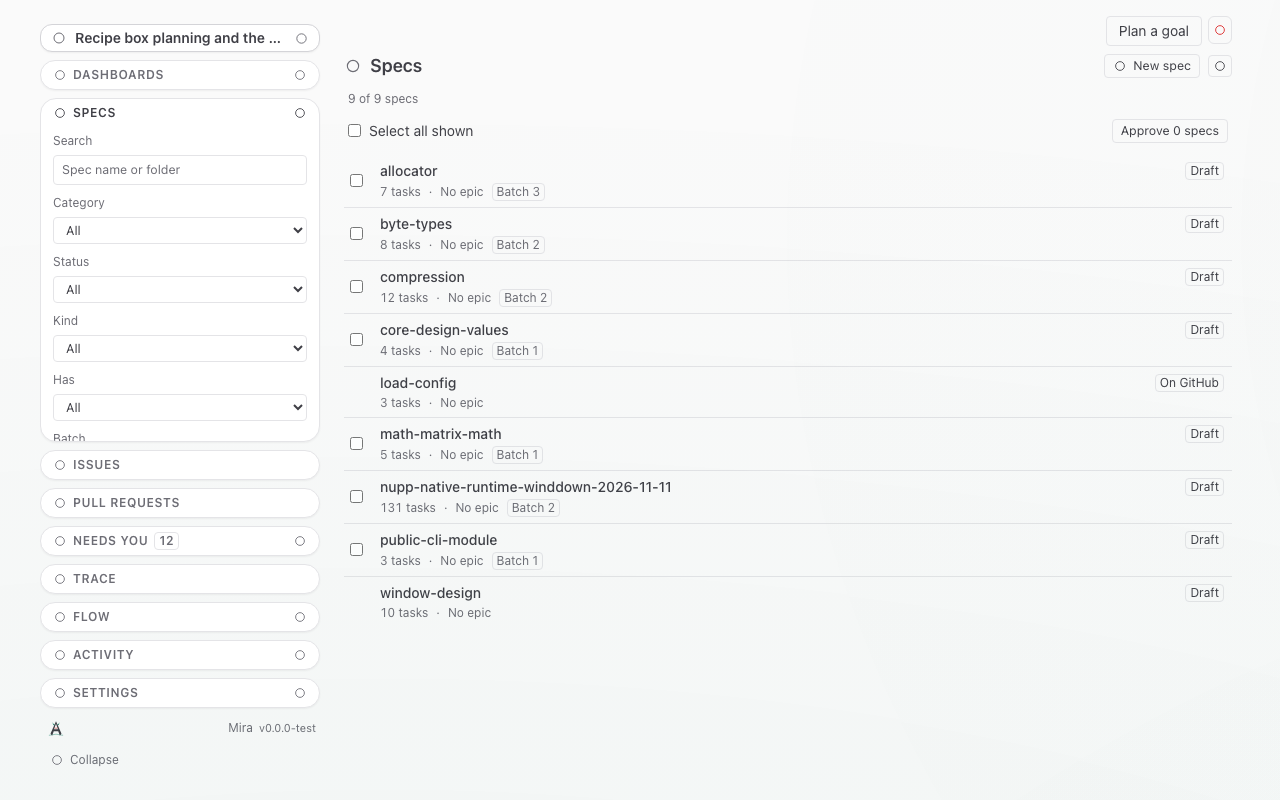 Recipe box planning and the ...
DASHBOARDS
SPECS
Search
Spec name or folder
Category
All
Status
All
Kind
All
Has
All
Batch
ISSUES
PULL REQUESTS
NEEDS YOU 12
TRACE
FLOW
ACTIVITY
SETTINGS
Mira v0.0.0-test
Collapse
Plan a goal
Specs
New spec
9 of 9 specs
Select all shown
Approve 0 specs
allocator
Draft
7 tasks · No epic Batch 3
byte-types
Draft
8 tasks · No epic Batch 2
compression
Draft
12 tasks · No epic Batch 2
core-design-values
Draft
4 tasks · No epic Batch 1
load-config
On GitHub
3 tasks · No epic
math-matrix-math
Draft
5 tasks · No epic Batch 1
nupp-native-runtime-winddown-2026-11-11
Draft
131 tasks · No epic Batch 2
public-cli-module
Draft
3 tasks · No epic Batch 1
window-design
Draft
10 tasks · No epic